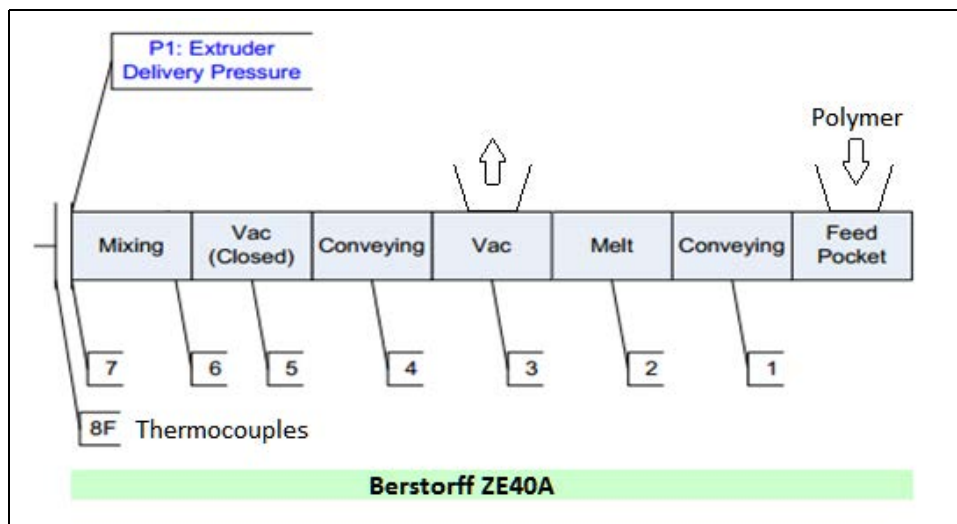 P1: Extruder
Delivery Pressure
Polymer
Mixing
Vac
(Closed)
Conveying
Vac
Melt
Conveying
Feed
Pocket
7
6
5
4
3
2
1
8F
Thermocouples
Berstorff ZE40A